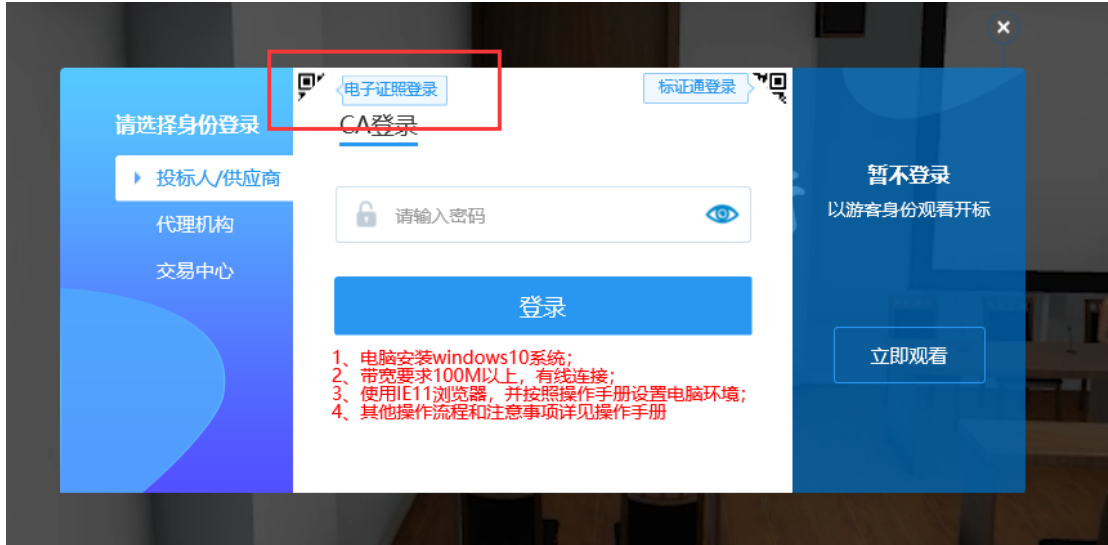 请选择身份登录
投标人/供应商
代理机构
交易中心
电子证照登录
标证通登录
CA登录
请输入密码
登录
1、电脑安装windows10系统;
2、带宽要求100M以上，有线连接;
3、使用IE11浏览器，并按照操作手册设置电脑环境;
4、其他操作流程和注意事项详见操作手册
暂不登录
以游客身份观看开标
立即观看